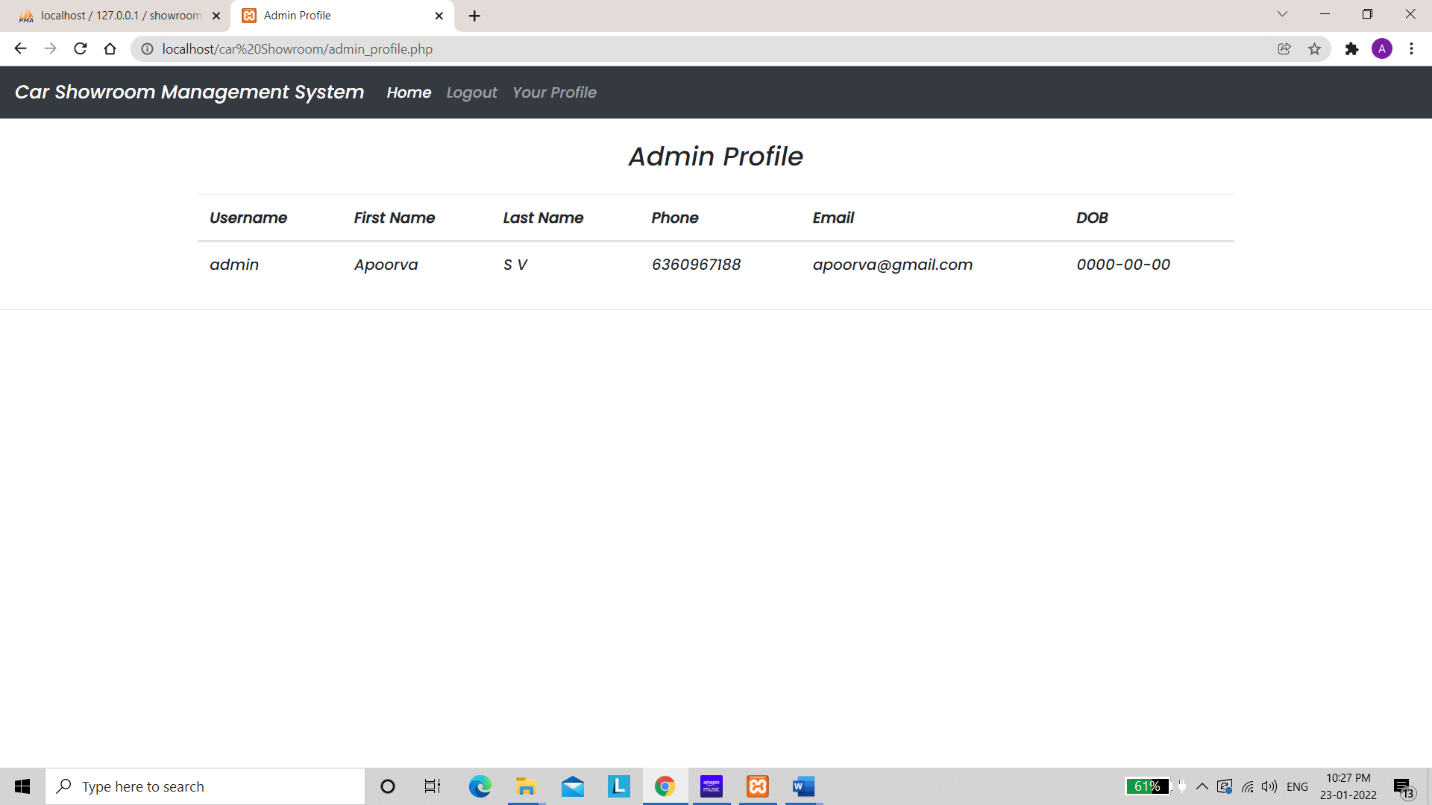 localhost / 127.0.0.1 / showroom
Admin Profile
localhost/car%20Showroom/admin_profile.php
A
Car Showroom Management System Home Logout Your Profile
Admin Profile
Username First Name Last Name Phone Email DOB
admin Apoorva S V 6360967188 apoorva@gmail.com 0000-00-00
Type here to search
L
amazon music
W
61%
ENG
10:27 PM
23-01-2022
13